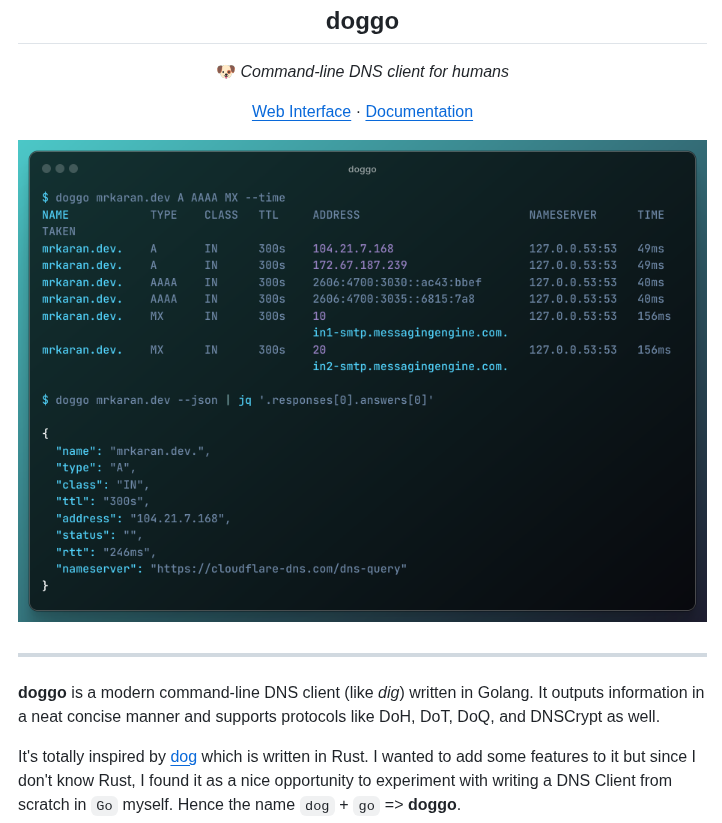 doggo
🐶 Command-line DNS client for humans
Web Interface · Documentation
doggo
$ doggo mrkaran.dev A AAAA MX --time
NAME TYPE CLASS TTL ADDRESS NAMESERVER TIME
TAKEN
mrkaran.dev. A IN 300s 104.21.7.168 127.0.0.53:53 49ms
mrkaran.dev. A IN 300s 172.67.187.239 127.0.0.53:53 49ms
mrkaran.dev. AAAA IN 300s 2606:4700:3030::ac43:bbef 127.0.0.53:53 40ms
mrkaran.dev. AAAA IN 300s 2606:4700:3035::6815:7a8 127.0.0.53:53 40ms
mrkaran.dev. MX IN 300s 10 127.0.0.53:53 156ms
in1-smtp.messagingengine.com.
mrkaran.dev. MX IN 300s 20 127.0.0.53:53 156ms
in2-smtp.messagingengine.com.
$ doggo mrkaran.dev --json | jq '.responses[0].answers[0]'
{
"name": "mrkaran.dev.",
"type": "A",
"class": "IN",
"ttl": "300s",
"address": "104.21.7.168",
"status": "",
"rtt": "246ms",
"nameserver": "https://cloudflare-dns.com/dns-query"
}
doggo is a modern command-line DNS client (like dig) written in Golang. It outputs information in
a neat concise manner and supports protocols like DoH, DoT, DoQ, and DNSCrypt as well.
It's totally inspired by dog which is written in Rust. I wanted to add some features to it but since I
don't know Rust, I found it as a nice opportunity to experiment with writing a DNS Client from
scratch in Go myself. Hence the name dog + go => doggo.